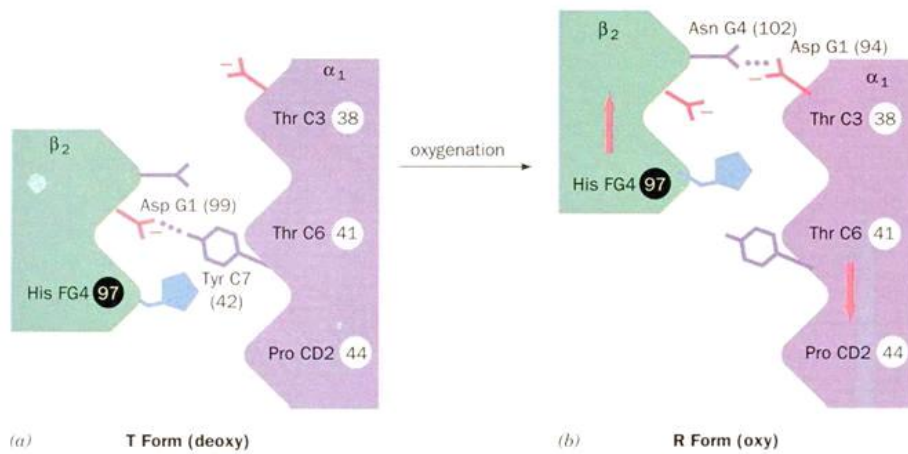 Asn G4 (102)
β2
Asp G1 (94)
α1
α1
Thr C3 38
Thr C3 38
β2
oxygenation
His FG4 97
Asp G1 (99)
Thr C6 41
Thr C6 41
Tyr C7
(42)
His FG4 97
Pro CD2 44
Pro CD2 44
(a) T Form (deoxy)
(b) R Form (oxy)